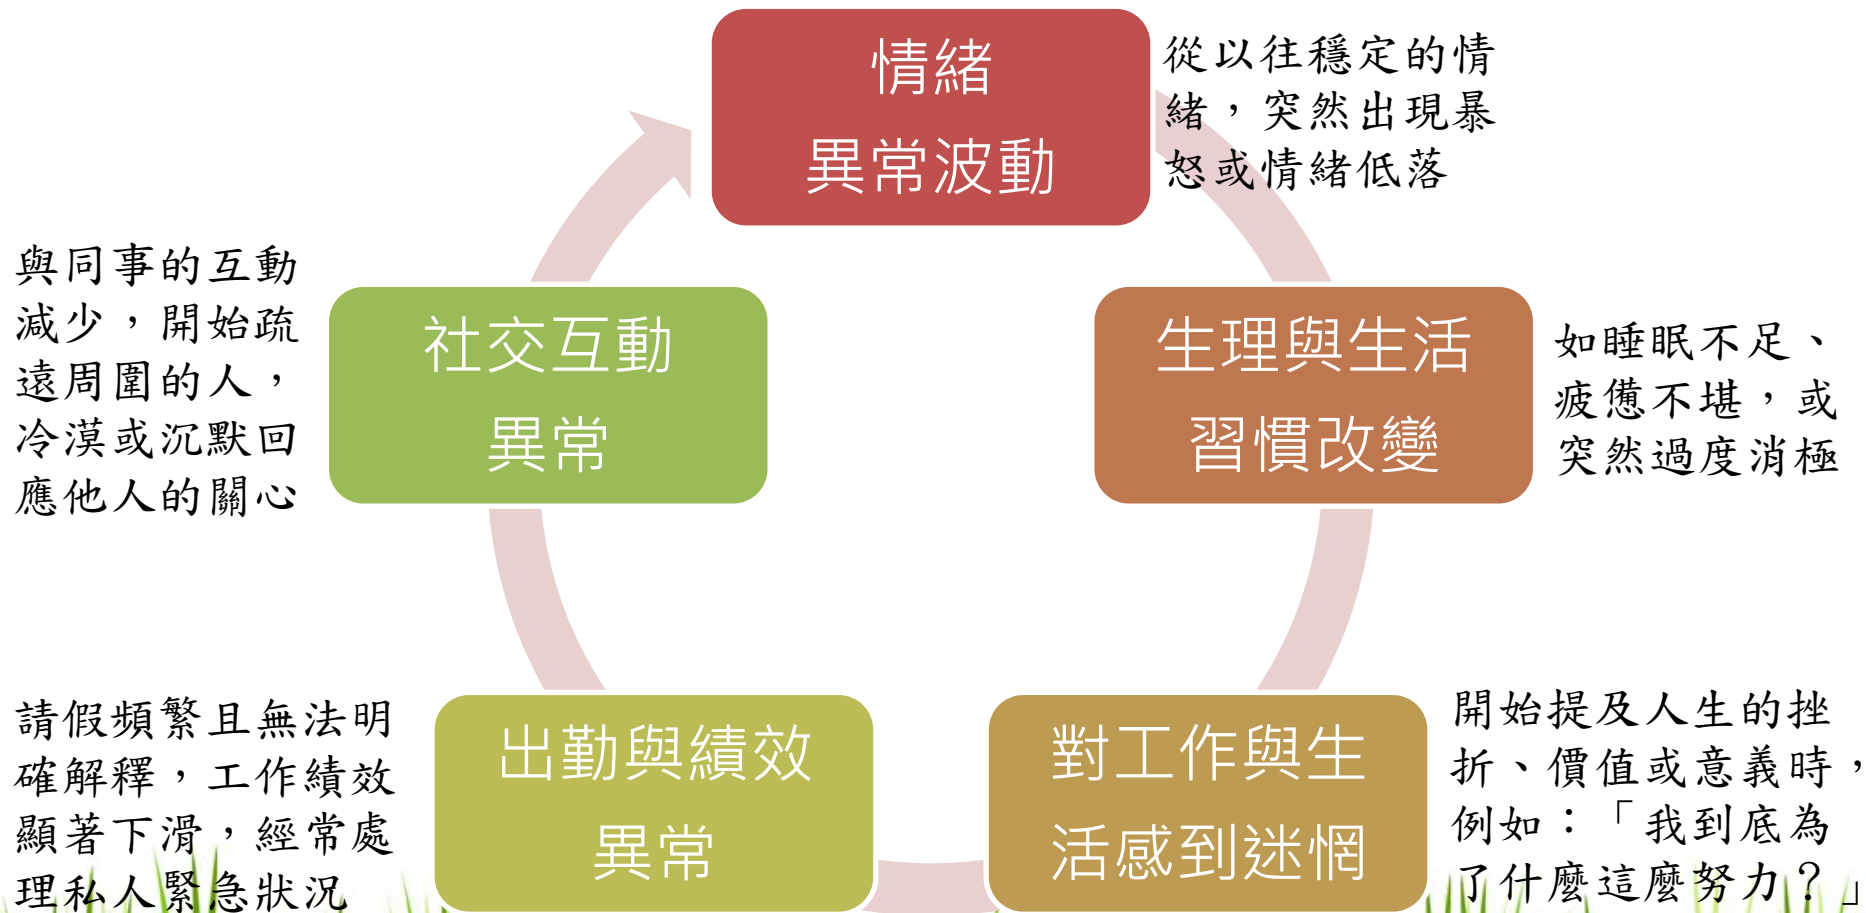 情緒
異常波動
從以往穩定的情
緒，突然出現暴
怒或情緒低落
生理與生活
習慣改變
如睡眠不足、
疲憊不堪，或
突然過度消極
對工作與生
活感到迷惘
開始提及人生的挫
折、價值或意義時，
例如：「我到底為
了什麼這麼努力？」
出勤與績效
異常
請假頻繁且無法明
確解釋，工作績效
顯著下滑，經常處
理私人緊急狀況
社交互動
異常
與同事的互動
減少，開始疏
遠周圍的人，
冷漠或沉默回
應他人的關心